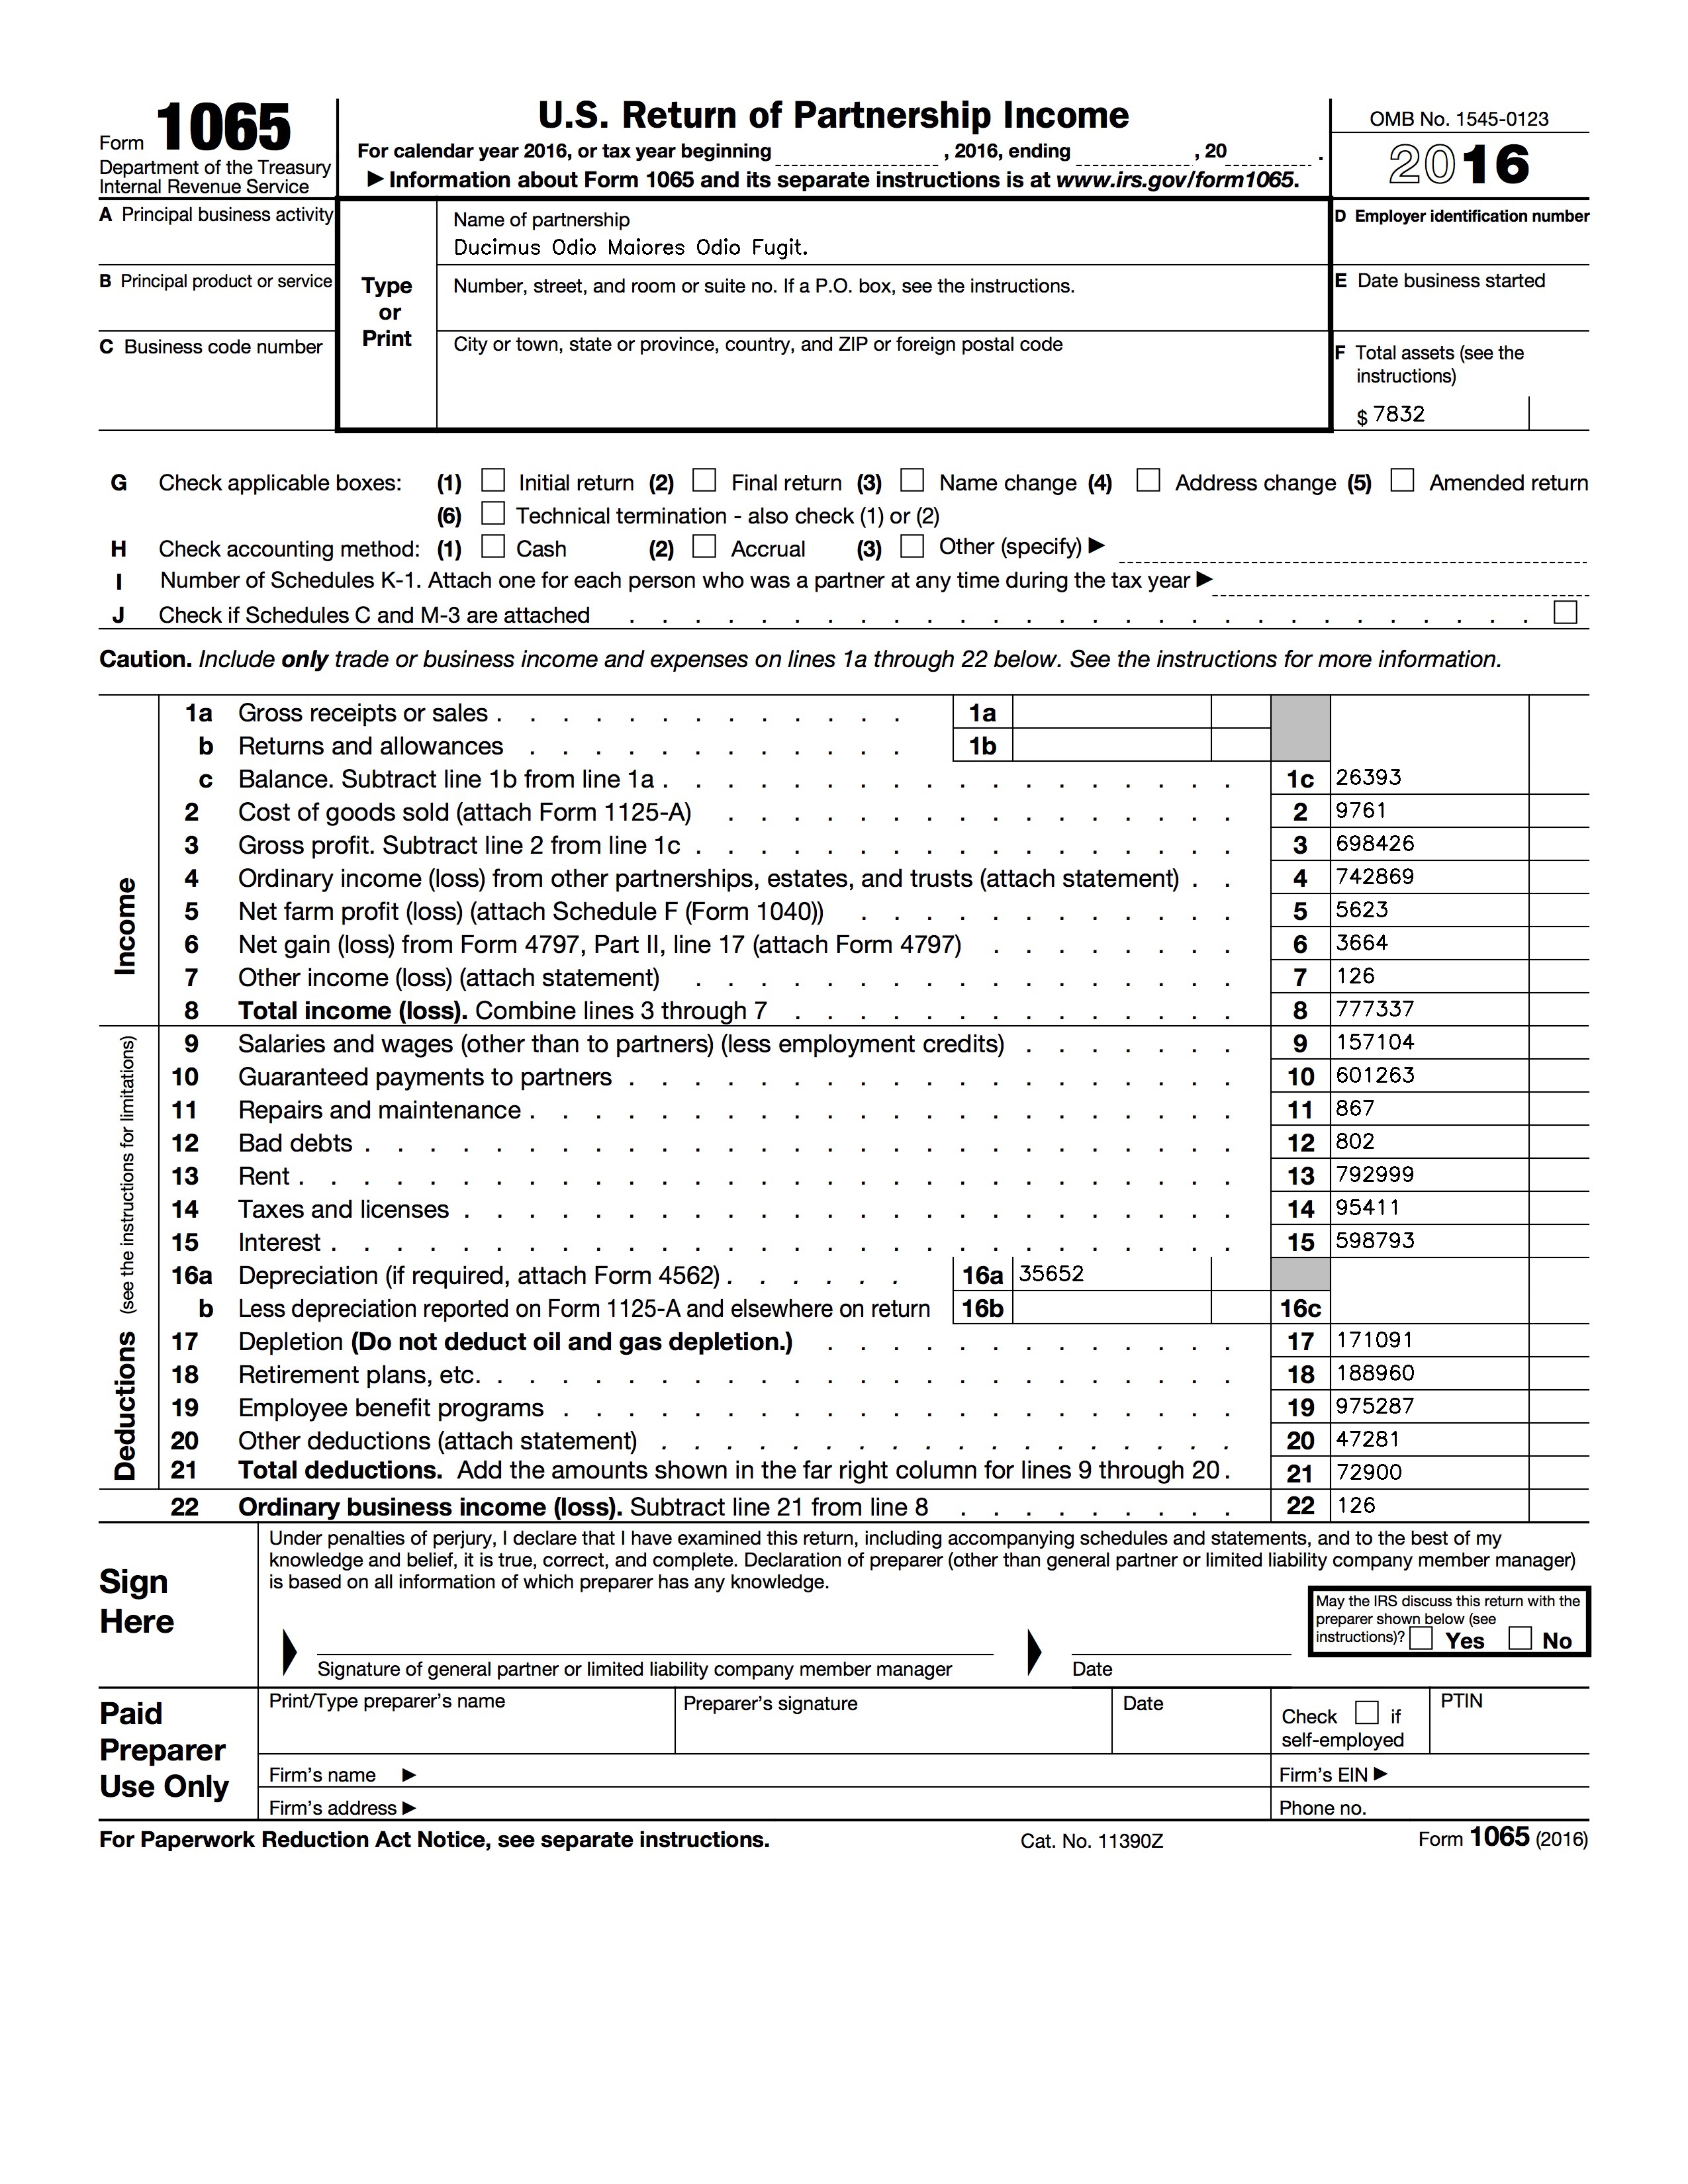 Form 1065
Department of the Treasury
Internal Revenue Service
U.S. Return of Partnership Income
For calendar year 2016, or tax year beginning , 2016, ending , 20 .
▶ Information about Form 1065 and its separate instructions is at www.irs.gov/form1065.
OMB No. 1545-0123
2016
A Principal business activity
B Principal product or service
C Business code number
Type
or
Print
Name of partnership
Ducimus Odio Maiores Odio Fugit.
Number, street, and room or suite no. If a P.O. box, see the instructions.
City or town, state or province, country, and ZIP or foreign postal code
D Employer identification number
E Date business started
F Total assets (see the
instructions)
$ 7832
G Check applicable boxes: (1) Initial return (2) Final return (3) Name change (4) Address change (5) Amended return
(6) Technical termination - also check (1) or (2)
H Check accounting method: (1) Cash (2) Accrual (3) Other (specify) ▶
I Number of Schedules K-1. Attach one for each person who was a partner at any time during the tax year ▶
J Check if Schedules C and M-3 are attached
Caution. Include only trade or business income and expenses on lines 1a through 22 below. See the instructions for more information.
Income
1a Gross receipts or sales 1a
b Returns and allowances 1b
c Balance. Subtract line 1b from line 1a 1c 26393
2 Cost of goods sold (attach Form 1125-A) 2 9761
3 Gross profit. Subtract line 2 from line 1c 3 698426
4 Ordinary income (loss) from other partnerships, estates, and trusts (attach statement) 4 742869
5 Net farm profit (loss) (attach Schedule F (Form 1040)) 5 5623
6 Net gain (loss) from Form 4797, Part II, line 17 (attach Form 4797) 6 3664
7 Other income (loss) (attach statement) 7 126
8 Total income (loss). Combine lines 3 through 7 8 777337
Deductions (see the instructions for limitations)
9 Salaries and wages (other than to partners) (less employment credits) 9 157104
10 Guaranteed payments to partners 10 601263
11 Repairs and maintenance 11 867
12 Bad debts 12 802
13 Rent 13 792999
14 Taxes and licenses 14 95411
15 Interest 15 598793
16a Depreciation (if required, attach Form 4562) 16a 35652
b Less depreciation reported on Form 1125-A and elsewhere on return 16b 16c
17 Depletion (Do not deduct oil and gas depletion.) 17 171091
18 Retirement plans, etc. 18 188960
19 Employee benefit programs 19 975287
20 Other deductions (attach statement) 20 47281
21 Total deductions. Add the amounts shown in the far right column for lines 9 through 20 . 21 72900
22 Ordinary business income (loss). Subtract line 21 from line 8 22 126
Sign
Here
Under penalties of perjury, I declare that I have examined this return, including accompanying schedules and statements, and to the best of my
knowledge and belief, it is true, correct, and complete. Declaration of preparer (other than general partner or limited liability company member manager)
is based on all information of which preparer has any knowledge.
Signature of general partner or limited liability company member manager
Date
May the IRS discuss this return with the
preparer shown below (see
instructions)? Yes No
Paid
Preparer
Use Only
Print/Type preparer's name
Preparer's signature
Date
Check if
self-employed
PTIN
Firm's name ▶
Firm's EIN ▶
Firm's address ▶
Phone no.
For Paperwork Reduction Act Notice, see separate instructions.
Cat. No. 11390Z
Form 1065 (2016)